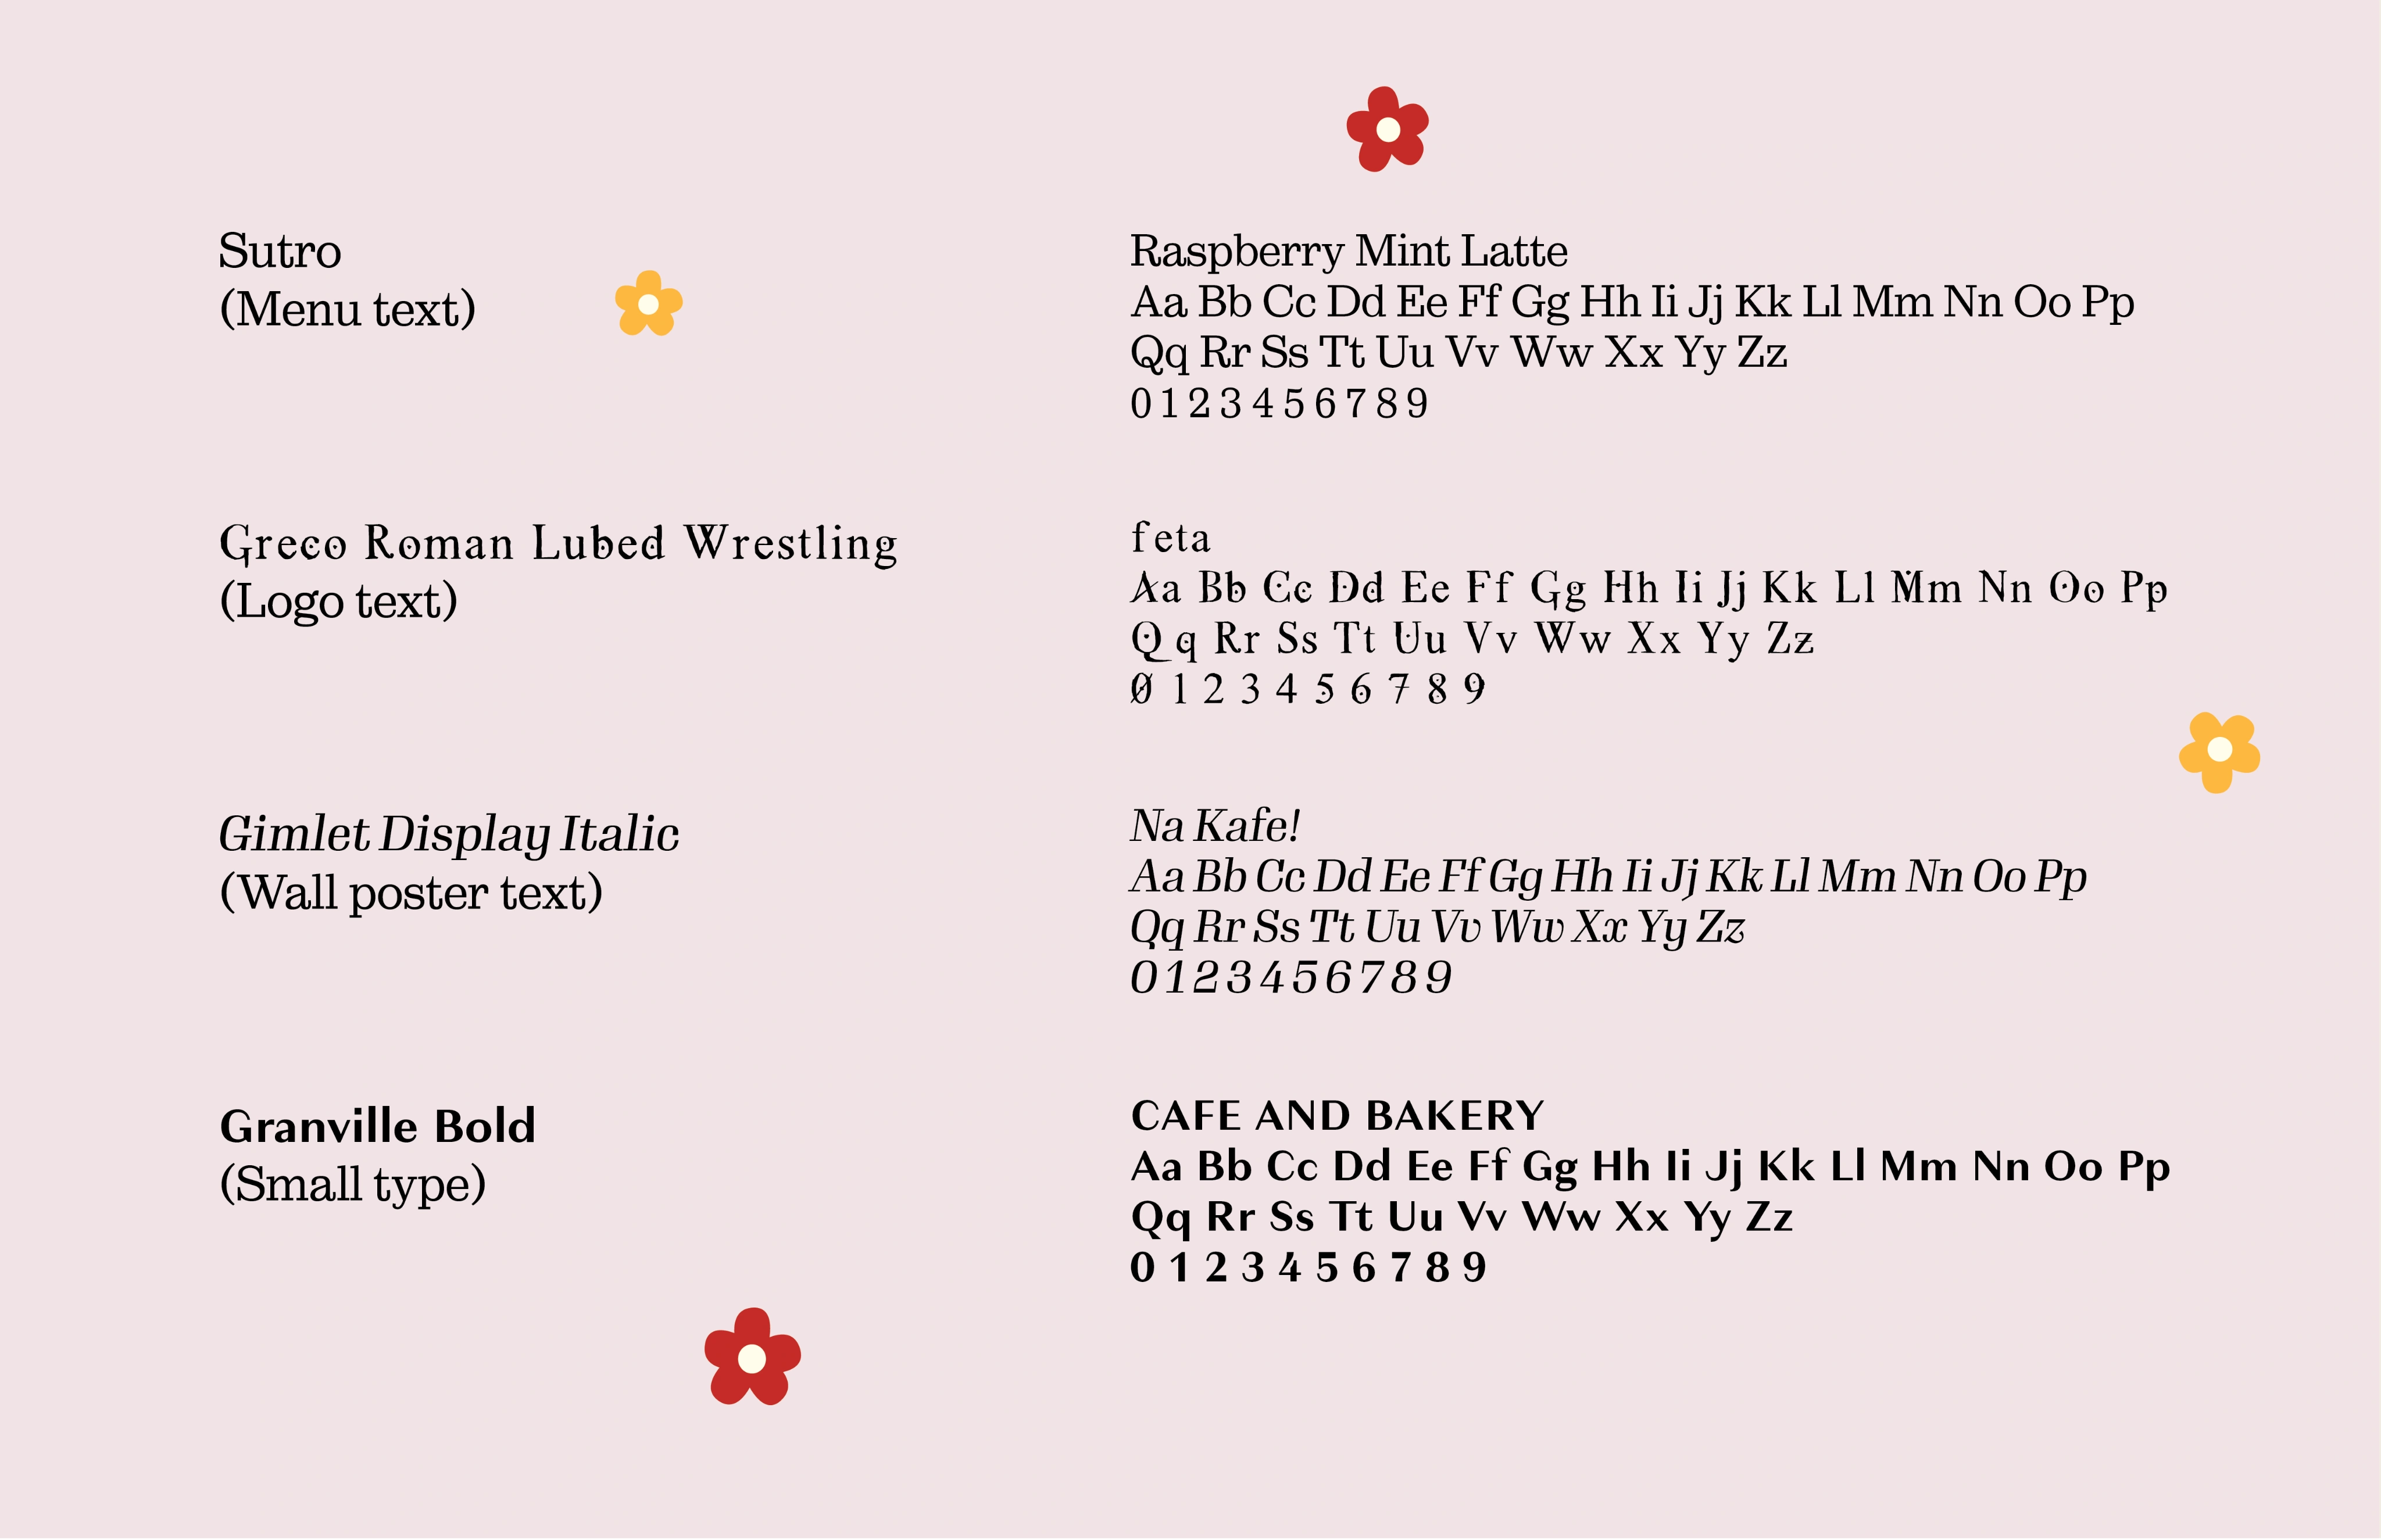 Sutro
(Menu text)
Raspberry Mint Latte
Aa Bb Cc Dd Ee Ff Gg Hh Ii Jj Kk Ll Mm Nn Oo Pp
Qq Rr Ss Tt Uu Vv Ww Xx Yy Zz
0 1 2 3 4 5 6 7 8 9
Greco Roman Lubed Wrestling
(Logo text)
feta
Aa Bb Cc Dd Ee Ff Gg Hh Ii Jj Kk Ll Mm Nn Oo Pp
Qq Rr Ss Tt Uu Vv Ww Xx Yy Zz
0 1 2 3 4 5 6 7 8 9
Gimlet Display Italic
(Wall poster text)
Na Kafe!
Aa Bb Cc Dd Ee Ff Gg Hh Ii Jj Kk Ll Mm Nn Oo Pp
Qq Rr Ss Tt Uu Vv Ww Xx Yy Zz
0 1 2 3 4 5 6 7 8 9
Granville Bold
(Small type)
CAFE AND BAKERY
Aa Bb Cc Dd Ee Ff Gg Hh Ii Jj Kk Ll Mm Nn Oo Pp
Qq Rr Ss Tt Uu Vv Ww Xx Yy Zz
0 1 2 3 4 5 6 7 8 9